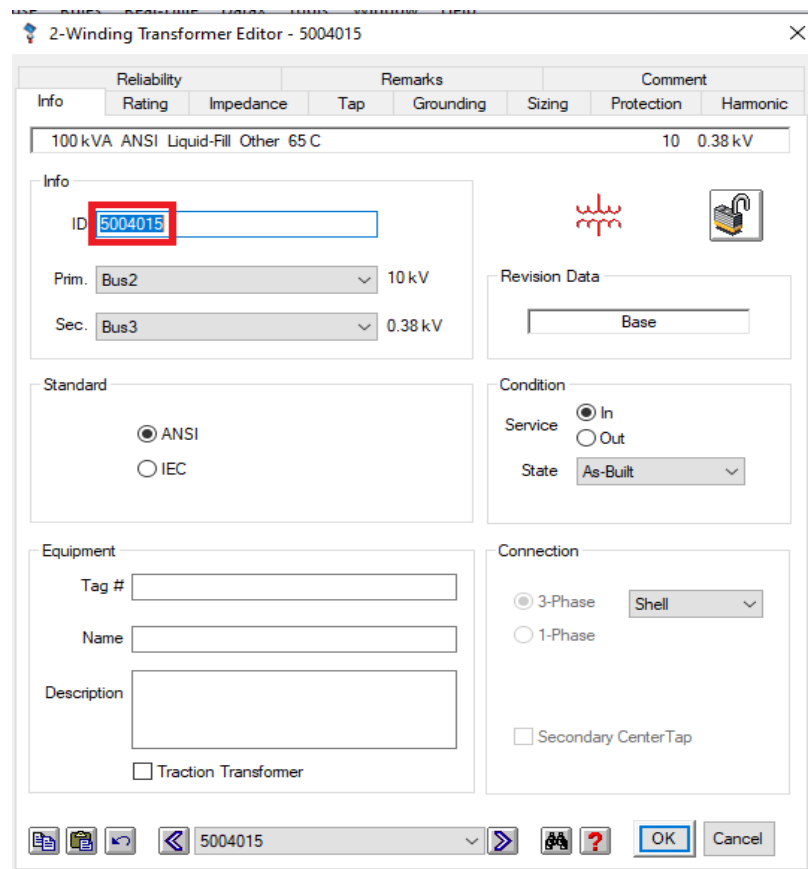 2-Winding Transformer Editor - 5004015
Reliability Remarks Comment
Info Rating Impedance Tap Grounding Sizing Protection Harmonic
100 kVA ANSI Liquid-Fill Other 65 C 10 0.38 kV
Info
ID 5004015
Prim. Bus2 10 kV
Sec. Bus3 0.38 kV
Revision Data
Base
Standard
ANSI
IEC
Condition
Service In
Out
State As-Built
Equipment
Tag #
Name
Description
Traction Transformer
Connection
3-Phase Shell
1-Phase
Secondary CenterTap
5004015
? OK Cancel